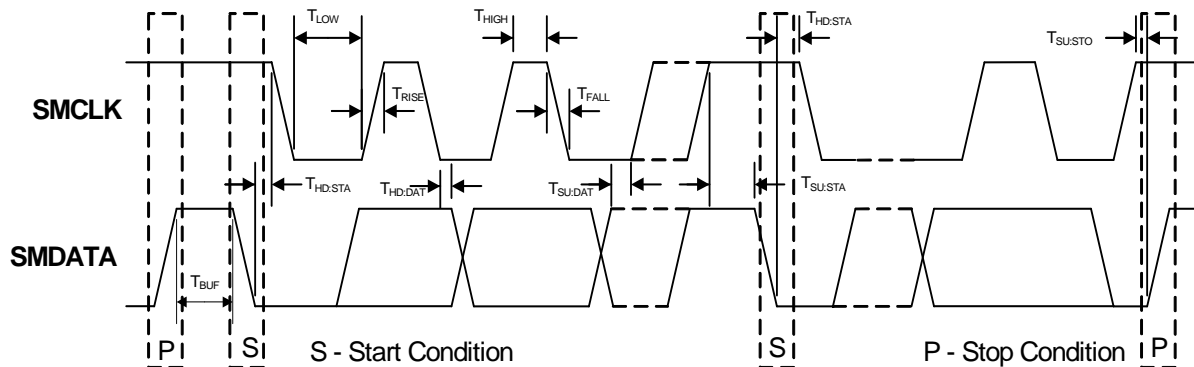 TLOW
THIGH
THD:STA
TSU:STO
SMCLK
TRISE
TFALL
THD:STA
THD:DAT
TSU:DAT
TSU:STA
SMDATA
TBUF
P
S
S - Start Condition
S
P - Stop Condition
P